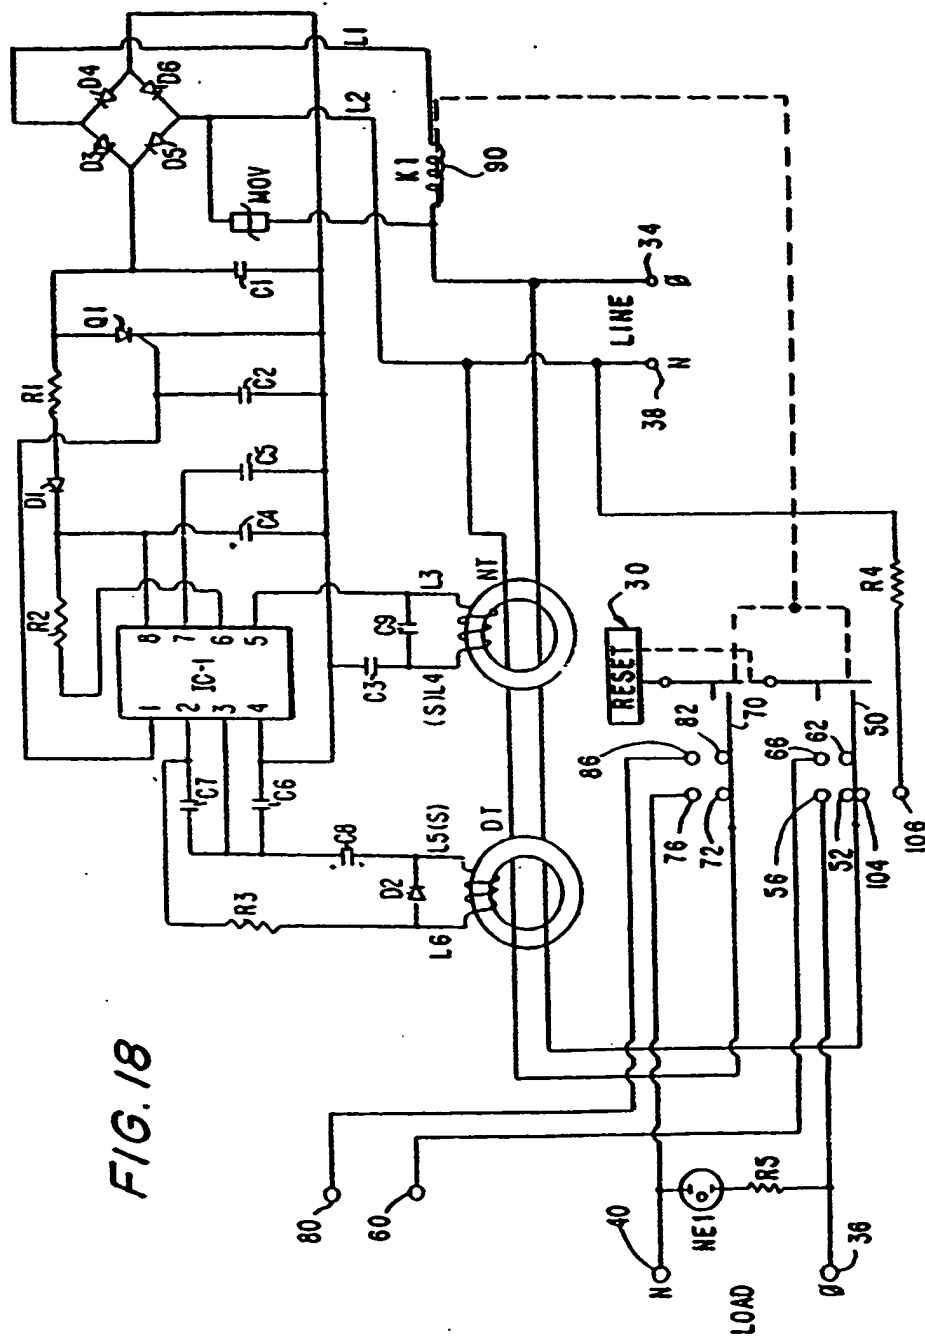 FIG. 18
D4
D6
D3
D5
L1
L2
MOV
K1
90
C1
Q1
R1
C2
C5
D1
C4
R2
IC-1
1
2
3
4
8
7
6
5
L3
C9
C3
(S)L4
NT
LINE
34
Ø
N
38
R4
30
RESET
C7
C6
C8
R3
D2
L5(S)
L6
DT
86
82
70
76
72
66
62
50
56
52
104
106
80
60
40
N
NE1
R5
LOAD
Ø
36